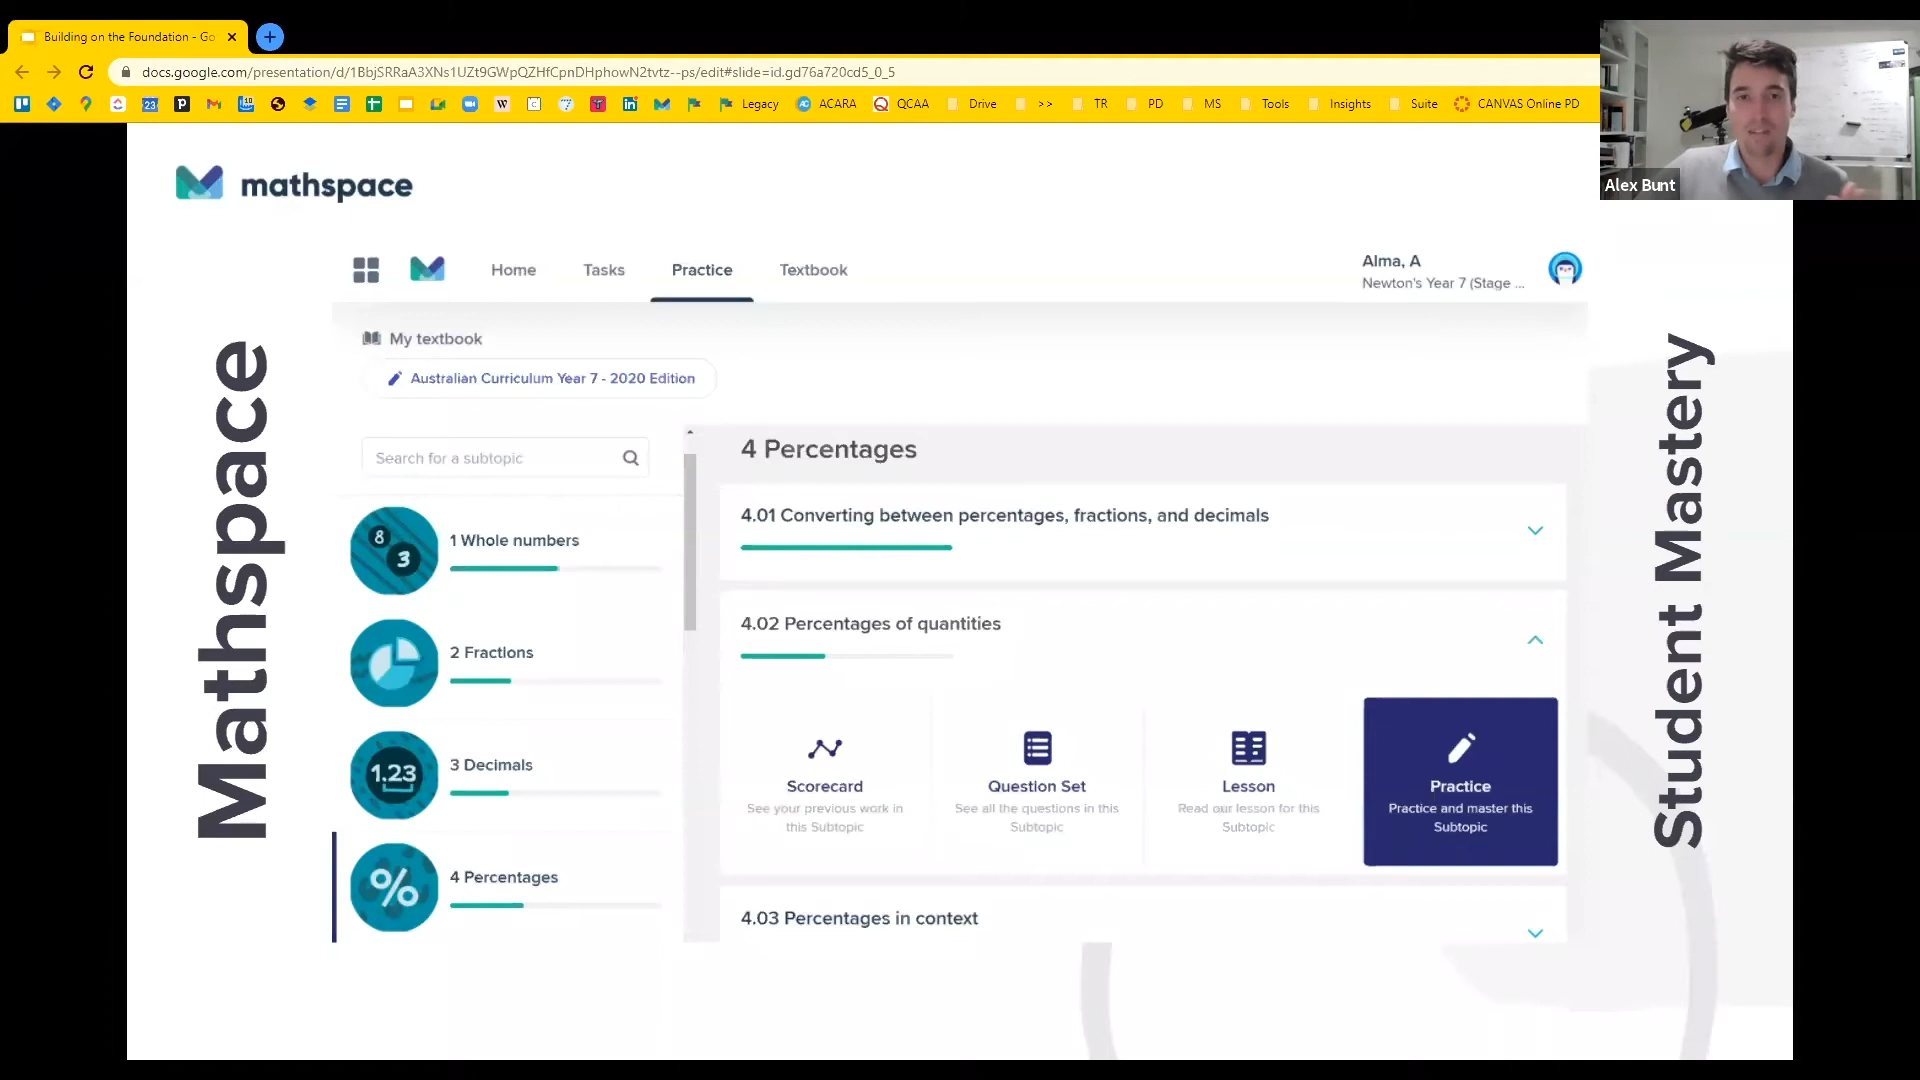 Building on the Foundation - Go
docs.google.com/presentation/d/1BbjSRRaA3XNs1UZt9GWpQZHfCpnDHphowN2tvtz--ps/edit#slide=id.gd76a720cd5_0_5
Legacy ACARA QCAA Drive >> TR PD MS Tools Insights Suite CANVAS Online PD
Alex Bunt
mathspace
Home Tasks Practice Textbook
Alma, A
Newton's Year 7 (Stage ...
Mathspace
Student Mastery
My textbook
Australian Curriculum Year 7 - 2020 Edition
Search for a subtopic
8
3
1 Whole numbers
2 Fractions
1.23
3 Decimals
%
4 Percentages
4 Percentages
4.01 Converting between percentages, fractions, and decimals
4.02 Percentages of quantities
Scorecard
See your previous work in
this Subtopic
Question Set
See all the questions in this
Subtopic
Lesson
Read our lesson for this
Subtopic
Practice
Practice and master this
Subtopic
4.03 Percentages in context